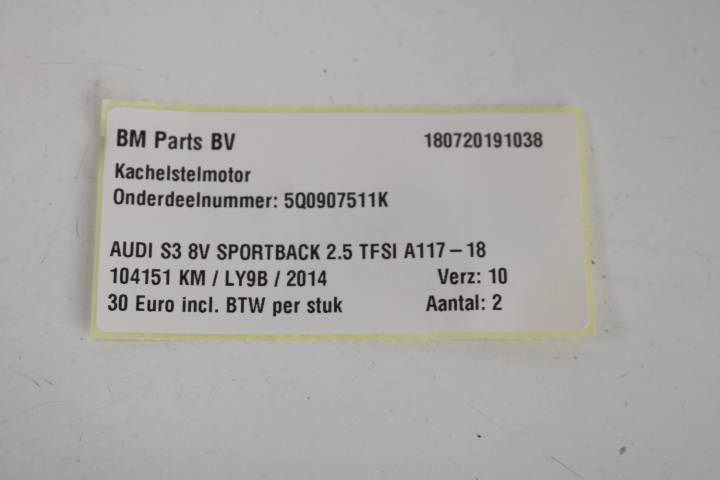 BM Parts BV 180720191038
Kachelstelmotor
Onderdeelnummer: 5Q0907511K
AUDI S3 8V SPORTBACK 2.5 TFSI A117-18
104151 KM / LY9B / 2014 Verz: 10
30 Euro incl. BTW per stuk Aantal: 2